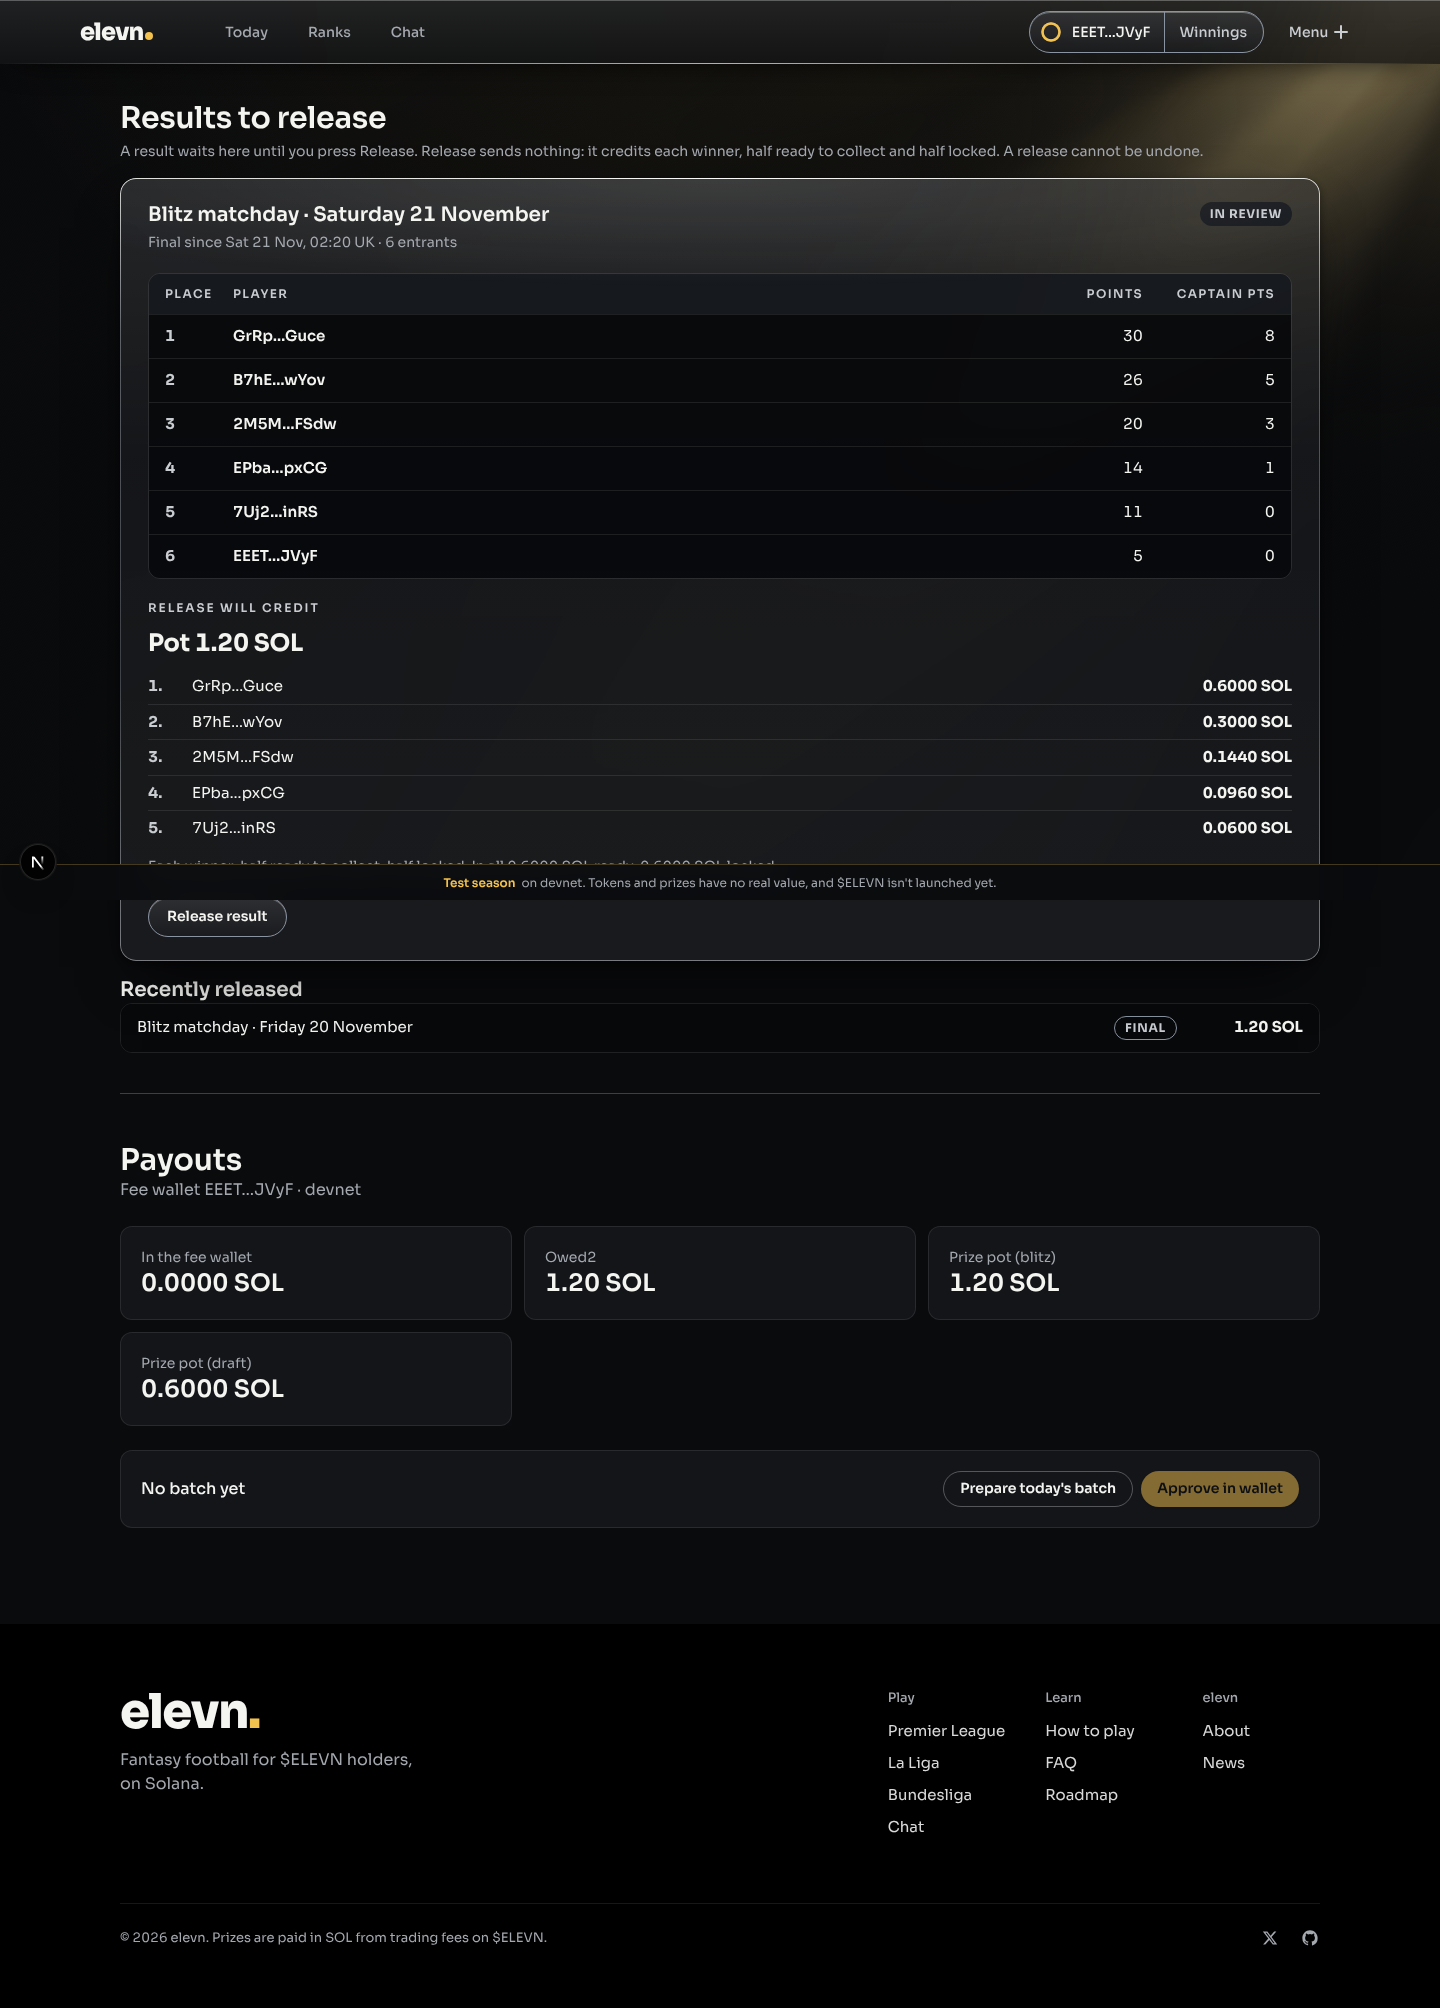 elevn.
Today
Ranks
Chat
EEET...JVyF
Winnings
Menu
Results to release
A result waits here until you press Release. Release sends nothing: it credits each winner, half ready to collect and half locked. A release cannot be undone.
Blitz matchday · Saturday 21 November
IN REVIEW
Final since Sat 21 Nov, 02:20 UK · 6 entrants
PLACE PLAYER POINTS CAPTAIN PTS
1 GrRp...Guce 30 8
2 B7hE...wYov 26 5
3 2M5M...FSdw 20 3
4 EPba...pxCG 14 1
5 7Uj2...inRS 11 0
6 EEET...JVyF 5 0
RELEASE WILL CREDIT
Pot 1.20 SOL
1. GrRp...Guce 0.6000 SOL
2. B7hE...wYov 0.3000 SOL
3. 2M5M...FSdw 0.1440 SOL
4. EPba...pxCG 0.0960 SOL
5. 7Uj2...inRS 0.0600 SOL
N
Test season on devnet. Tokens and prizes have no real value, and $ELEVN isn't launched yet.
Release result
Recently released
Blitz matchday · Friday 20 November FINAL 1.20 SOL
Payouts
Fee wallet EEET...JVyF · devnet
In the fee wallet
0.0000 SOL
Owed2
1.20 SOL
Prize pot (blitz)
1.20 SOL
Prize pot (draft)
0.6000 SOL
No batch yet
Prepare today's batch
Approve in wallet
elevn.
Fantasy football for $ELEVN holders,
on Solana.
Play
Premier League
La Liga
Bundesliga
Chat
Learn
How to play
FAQ
Roadmap
elevn
About
News
© 2026 elevn. Prizes are paid in SOL from trading fees on $ELEVN.